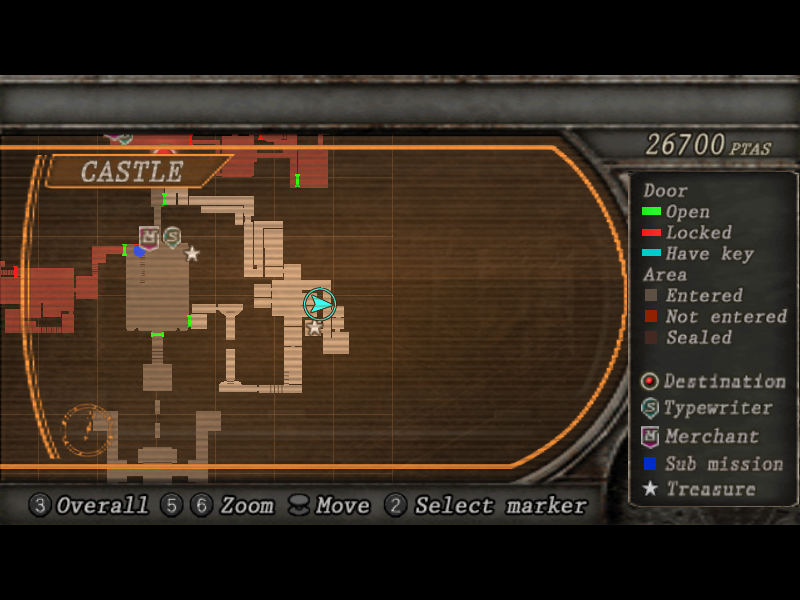 26700 PTAS
CASTLE
Door
Open
Locked
Have key
Area
Entered
Not entered
Sealed
Destination
S Typewriter
M Merchant
Sub mission
Treasure
M S
3 Overall 5 6 Zoom Move 2 Select marker